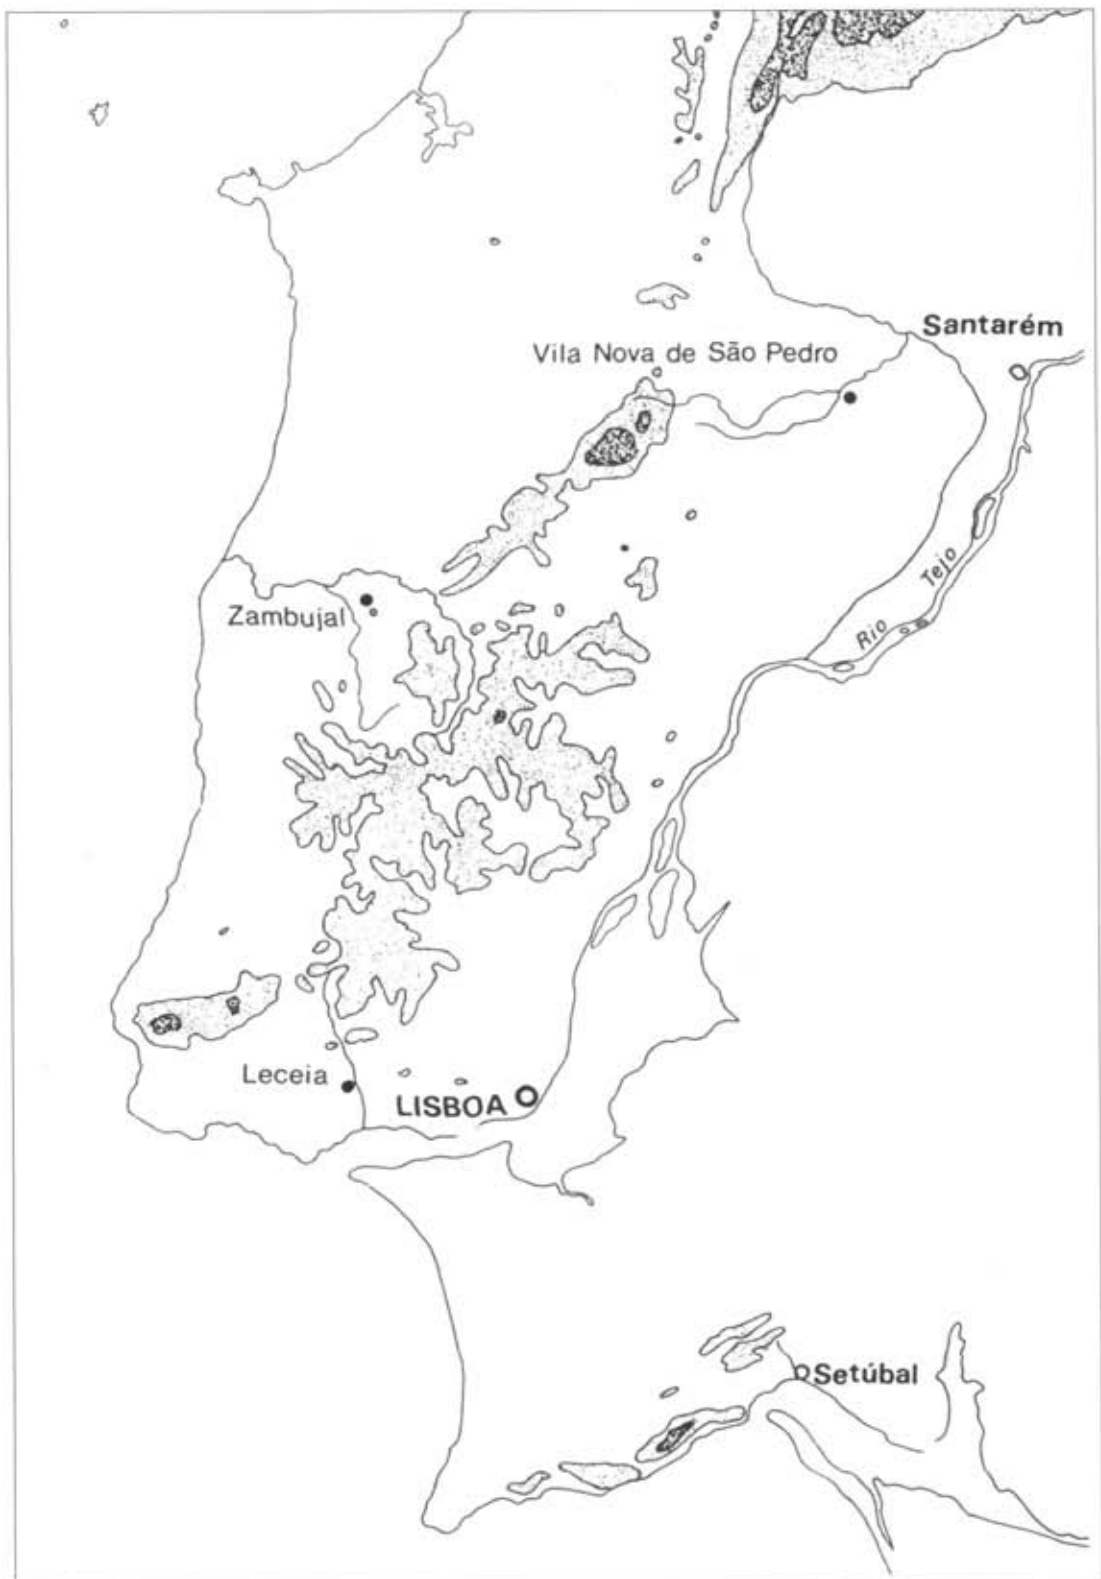 Santarém
Vila Nova de São Pedro
Rio Tejo
Zambujal
Leceia
LISBOA
Setúbal